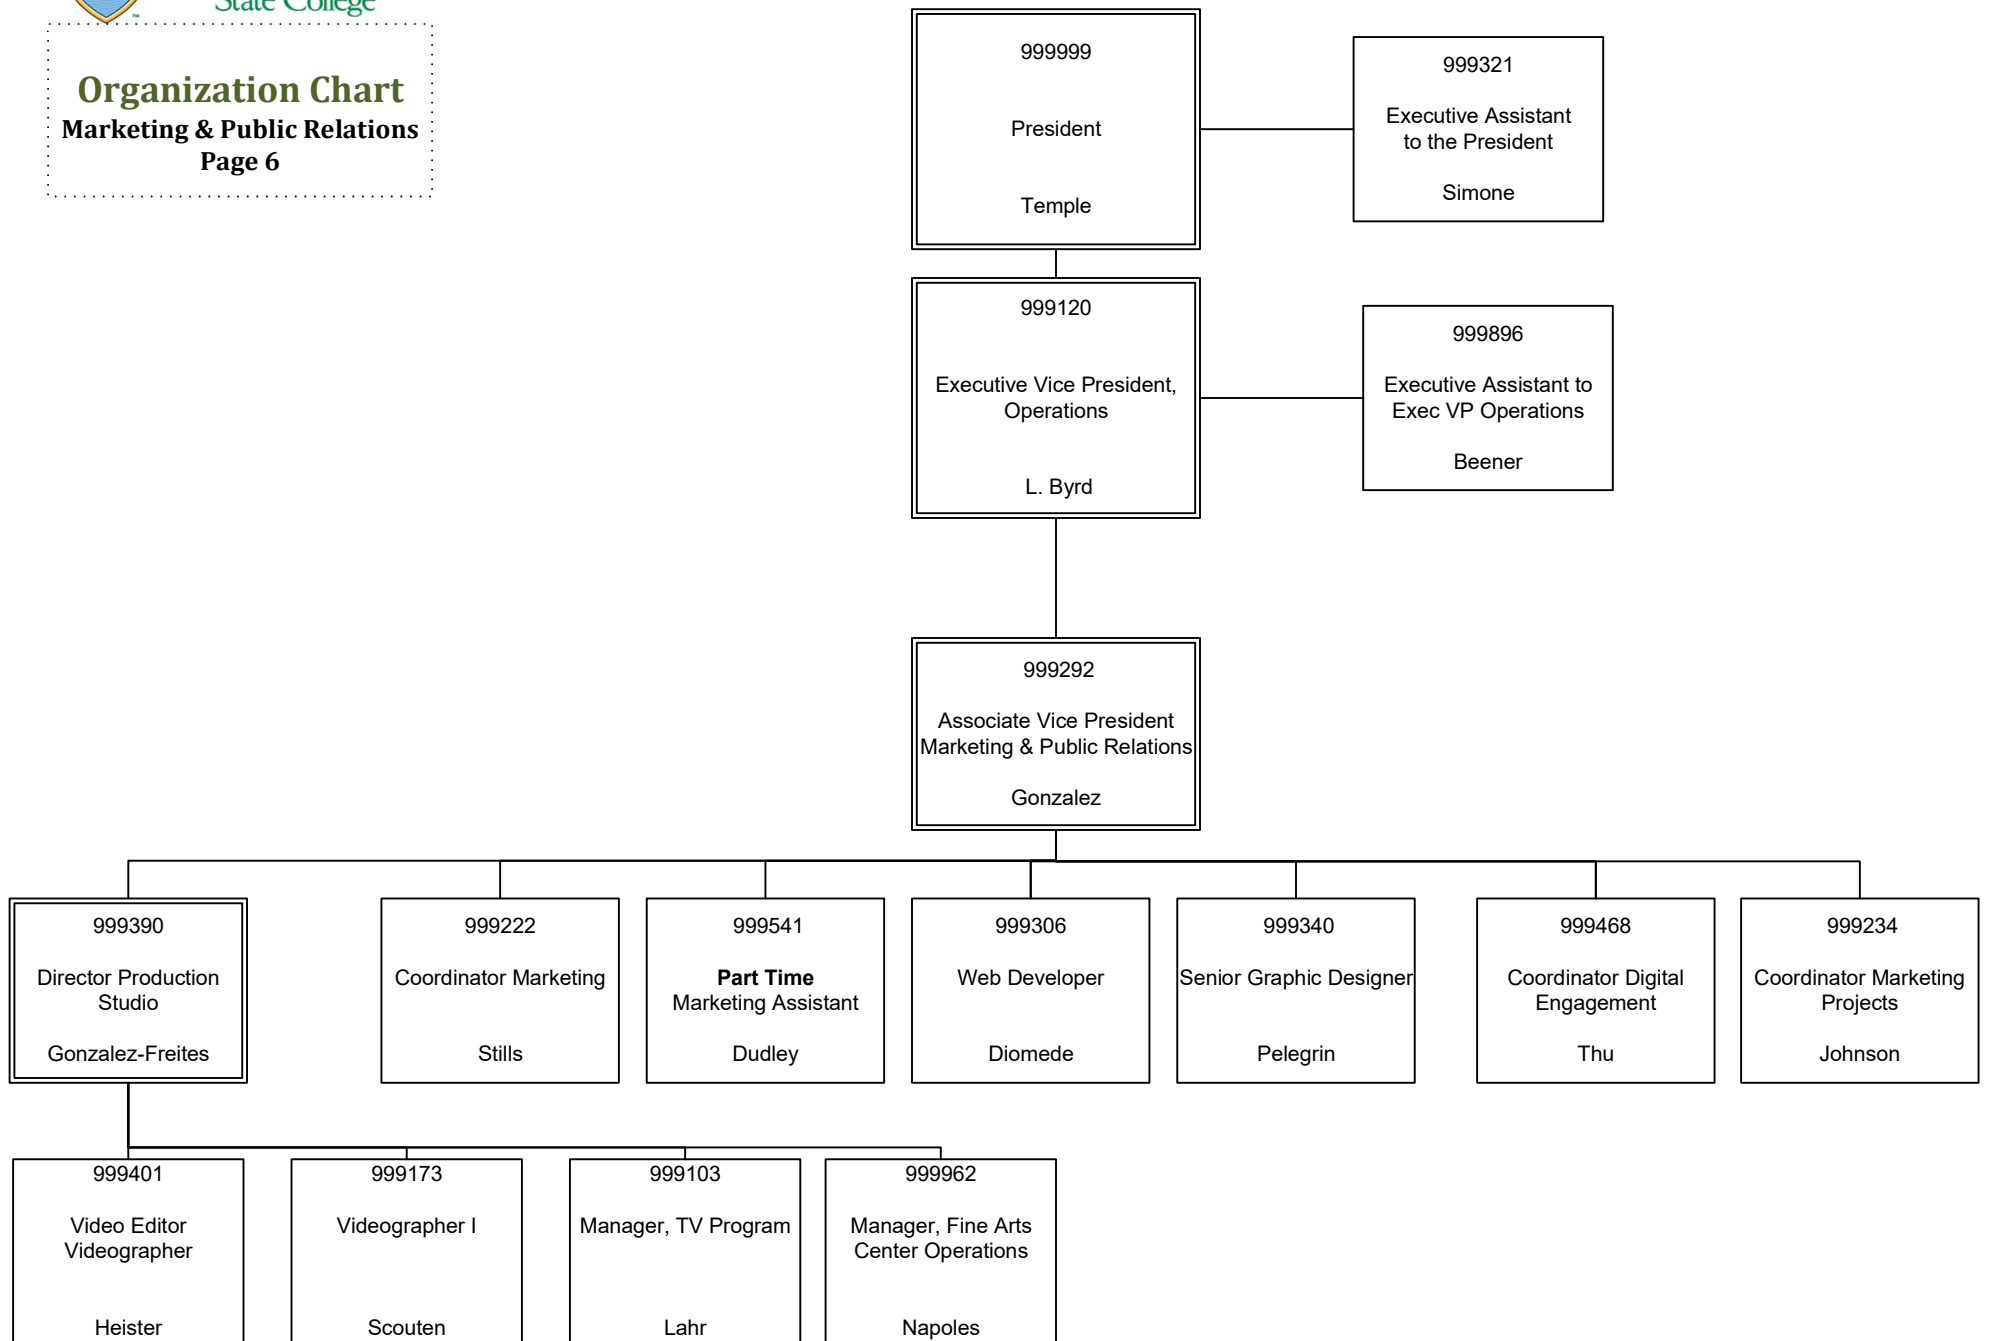 State College
Organization Chart
Marketing & Public Relations
Page 6
999999
President
Temple
999321
Executive Assistant
to the President
Simone
999120
Executive Vice President,
Operations
L. Byrd
999896
Executive Assistant to
Exec VP Operations
Beener
999292
Associate Vice President
Marketing & Public Relations
Gonzalez
999390
Director Production
Studio
Gonzalez-Freites
999222
Coordinator Marketing
Stills
999541
Part Time
Marketing Assistant
Dudley
999306
Web Developer
Diomede
999340
Senior Graphic Designer
Pelegrin
999468
Coordinator Digital
Engagement
Thu
999234
Coordinator Marketing
Projects
Johnson
999401
Video Editor
Videographer
Heister
999173
Videographer I
Scouten
999103
Manager, TV Program
Lahr
999962
Manager, Fine Arts
Center Operations
Napoles